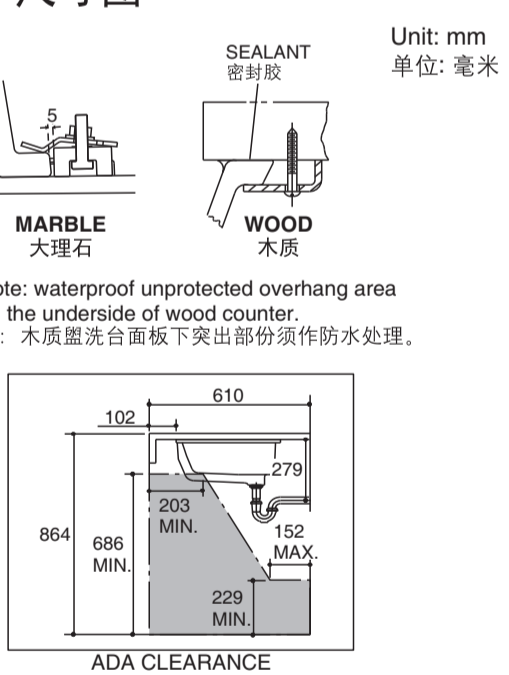 尺寸图
Unit: mm
单位: 毫米
SEALANT
密封胶
5
MARBLE
大理石
WOOD
木质
ote: waterproof unprotected overhang area
the underside of wood counter.
: 木质盥洗台面板下突出部份须作防水处理。
610
102
279
203
MIN.
864
686
MIN.
152
MAX.
229
MIN.
ADA CLEARANCE